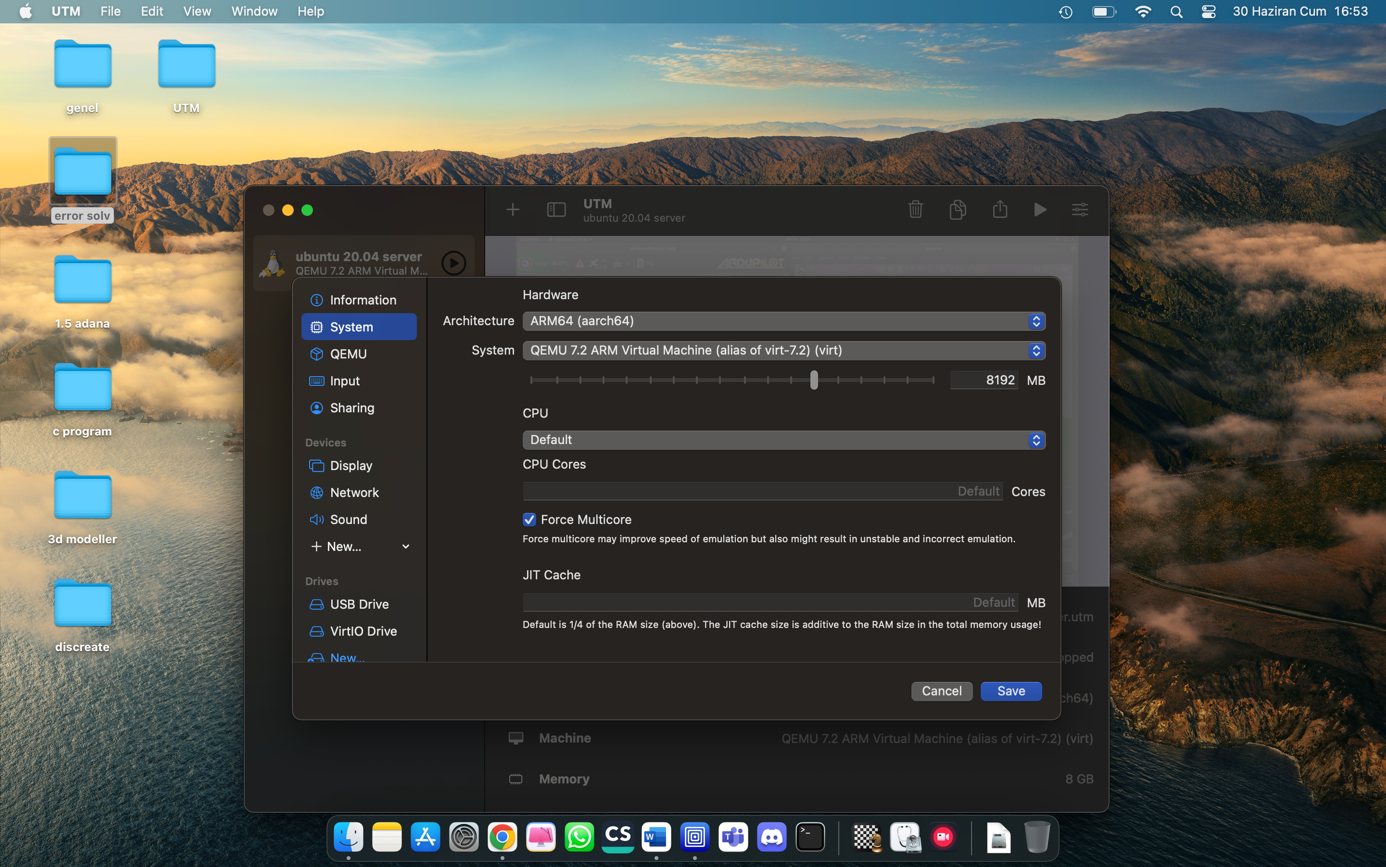 UTM File Edit View Window Help 30 Haziran Cum 16:53
genel
UTM
error solv
1.5 adana
c program
3d modeller
discreate
UTM
ubuntu 20.04 server
ubuntu 20.04 server
QEMU 7.2 ARM Virtual M...
ARDUPILOT
Information
System
QEMU
Input
Sharing
Devices
Display
Network
Sound
New...
Drives
USB Drive
VirtIO Drive
New...
Hardware
Architecture ARM64 (aarch64)
System QEMU 7.2 ARM Virtual Machine (alias of virt-7.2) (virt)
8192 MB
CPU
Default
CPU Cores
Default Cores
Force Multicore
Force multicore may improve speed of emulation but also might result in unstable and incorrect emulation.
JIT Cache
Default MB
Default is 1/4 of the RAM size (above). The JIT cache size is additive to the RAM size in the total memory usage!
Cancel Save
r.utm
pped
ch64)
Machine QEMU 7.2 ARM Virtual Machine (alias of virt-7.2) (virt)
Memory 8 GB
CS
W